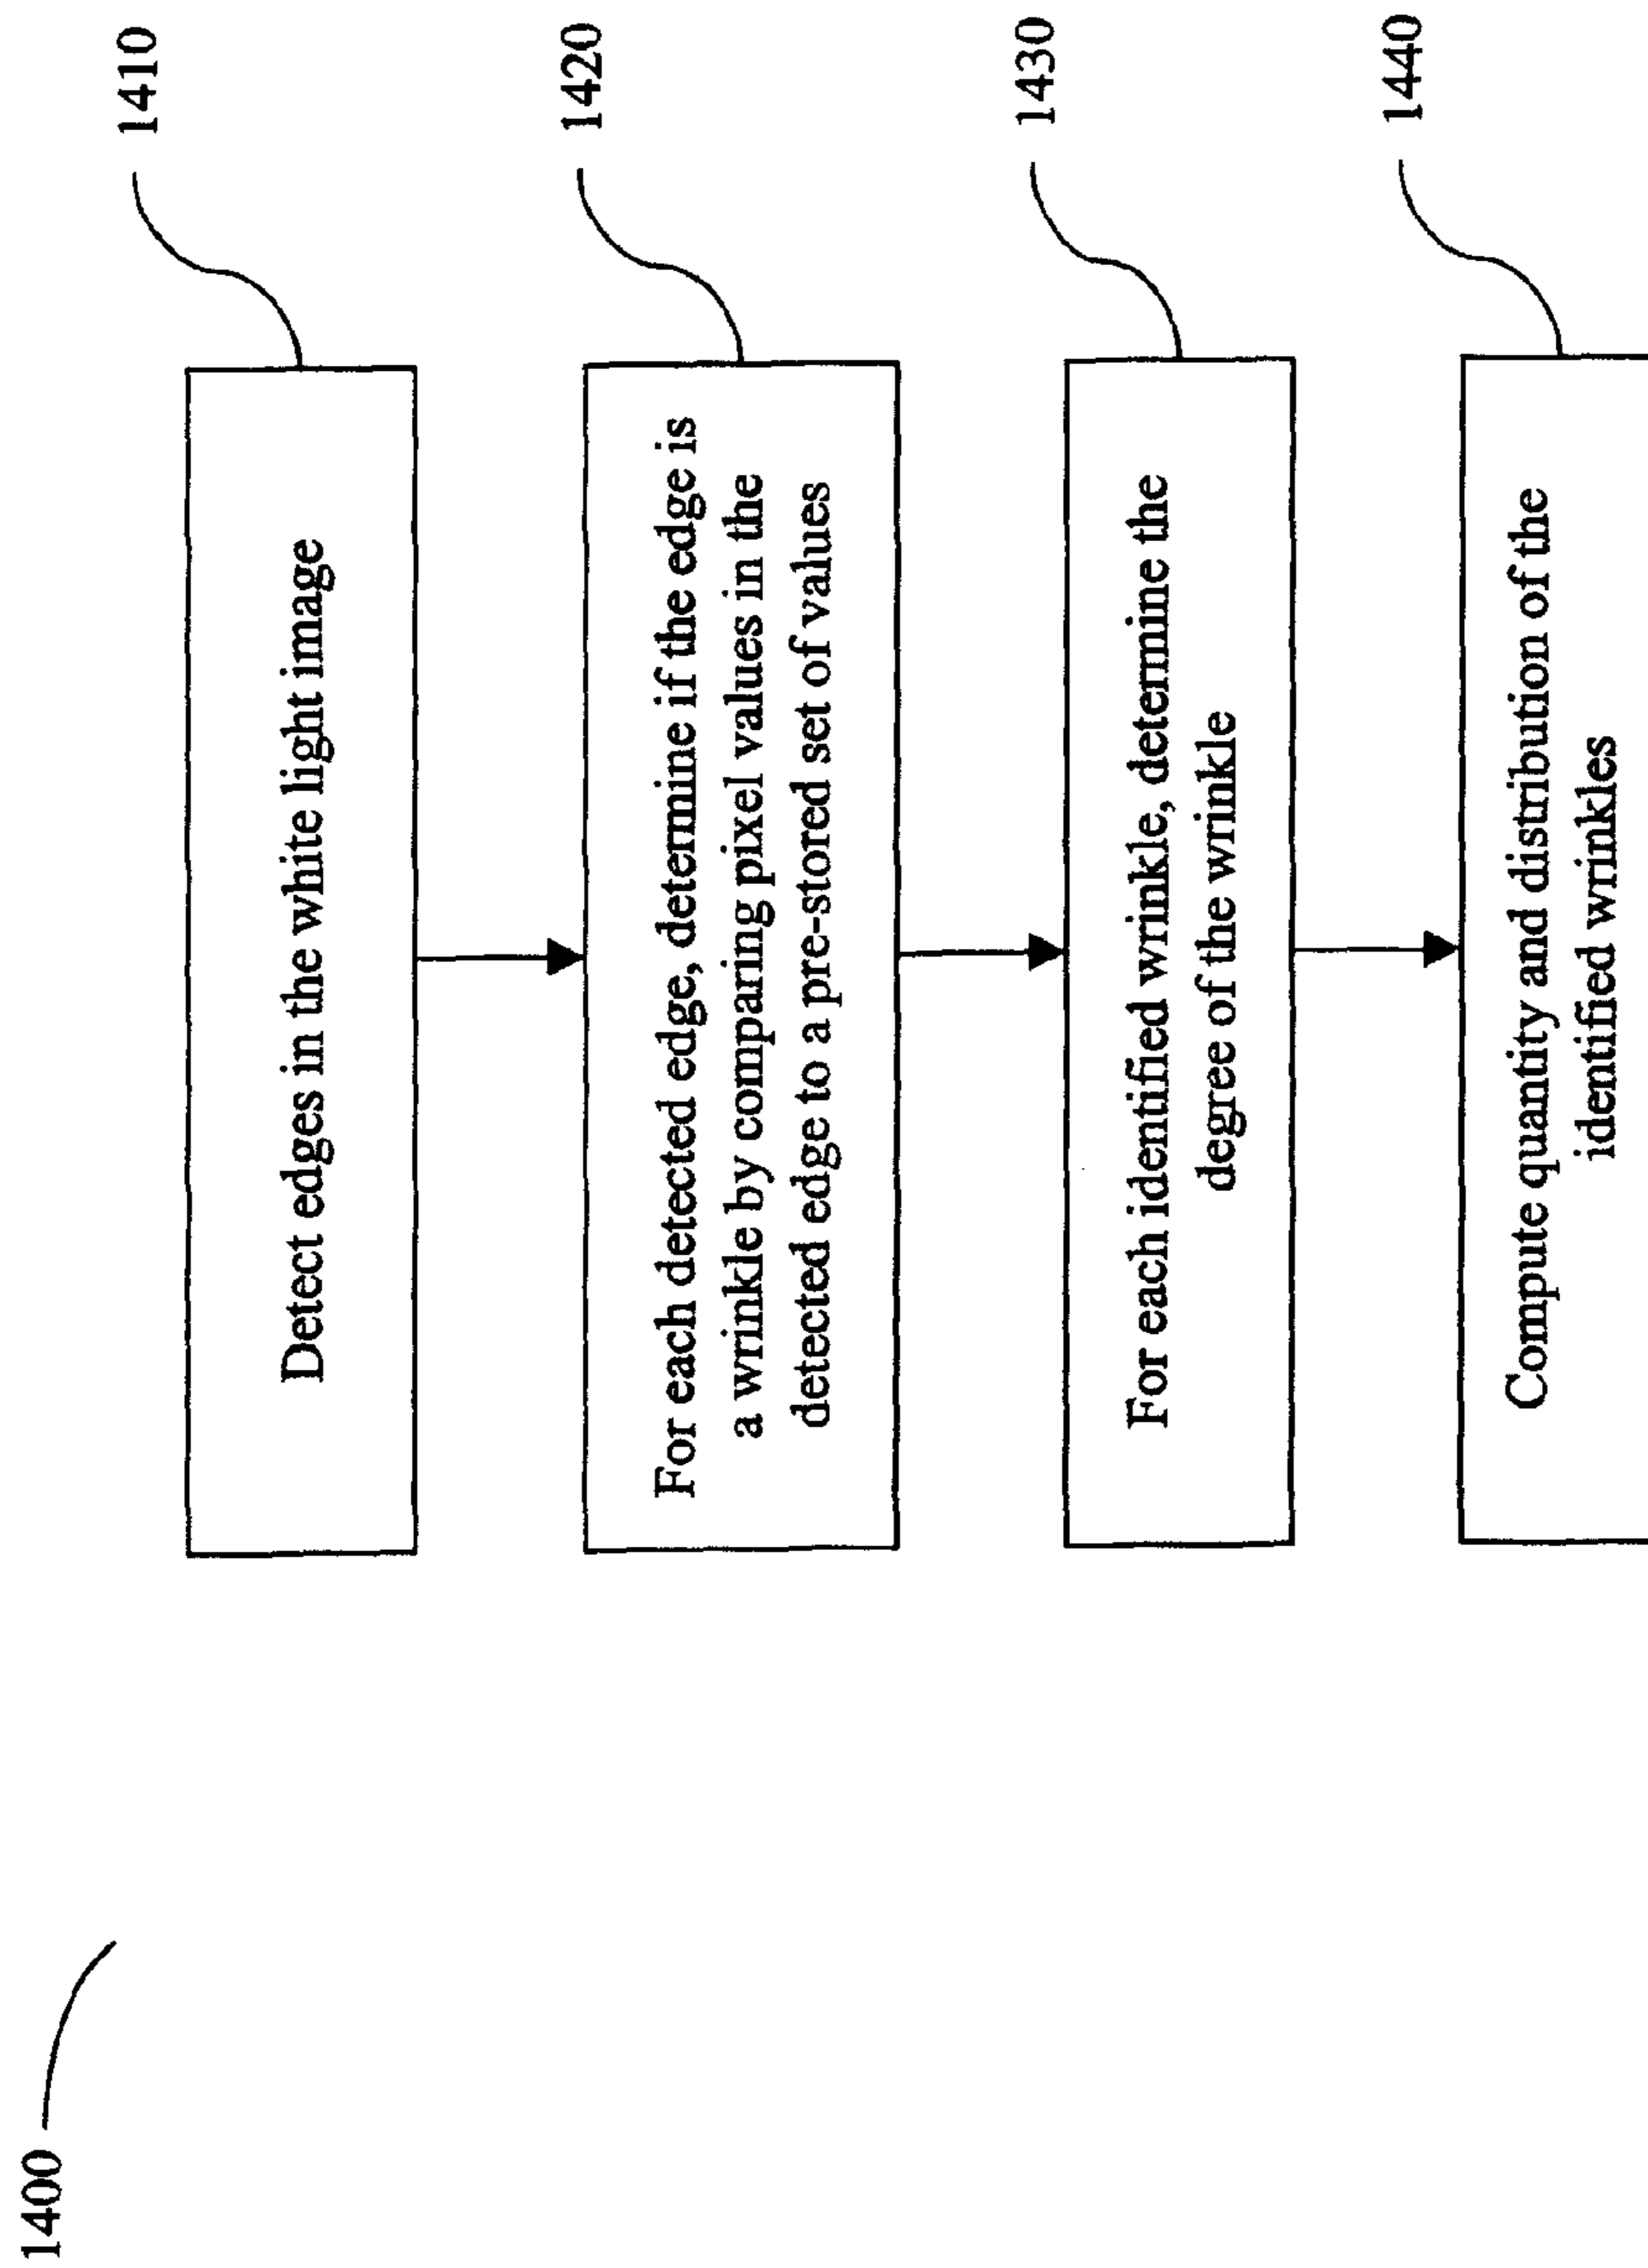 1400
Detect edges in the white light image
1410
For each detected edge, determine if the edge is
a wrinkle by comparing pixel values in the
detected edge to a pre-stored set of values
1420
For each identified wrinkle, determine the
degree of the wrinkle
1430
Compute quantity and distribution of the
identified wrinkles
1440